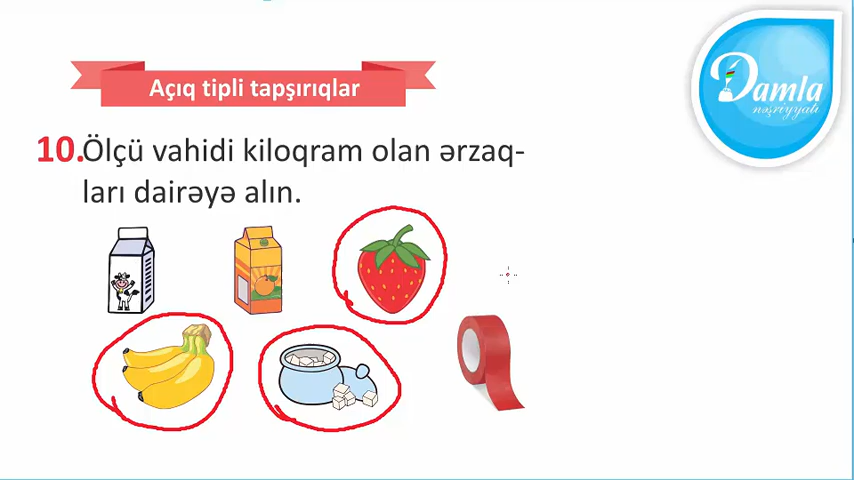 Açıq tipli tapşırıqlar
Damla
nəşriyyatı
10.Ölçü vahidi kiloqram olan ərzaq-
ları dairəyə alın.